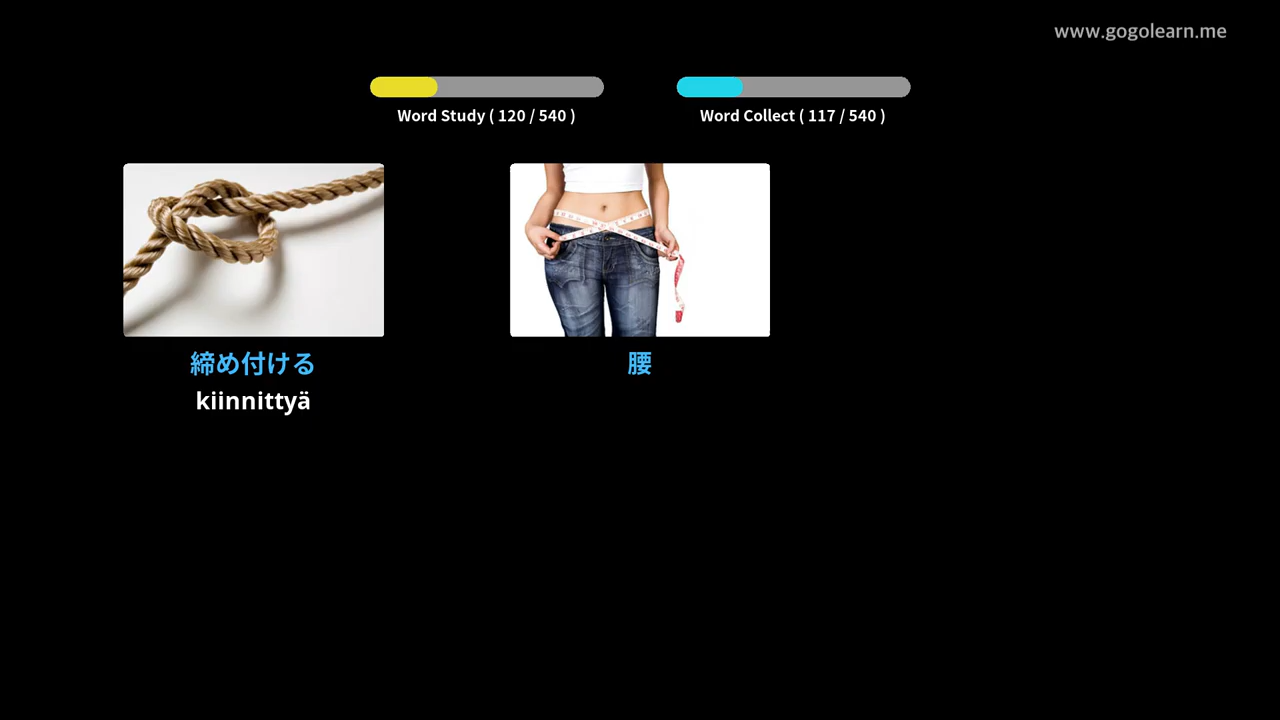 www.gogolearn.me
Word Study ( 120 / 540 )
Word Collect ( 117 / 540 )
締め付ける
腰
kiinnittyä